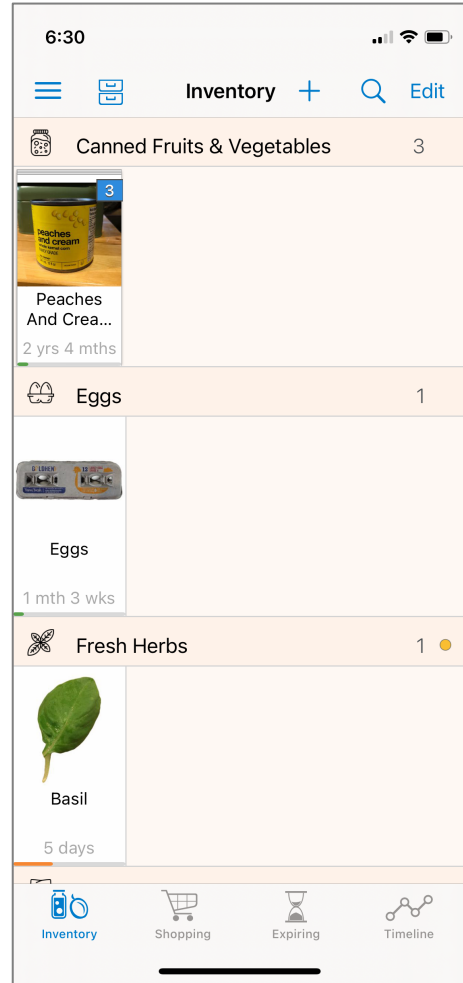 6:30
Inventory
Edit
Canned Fruits & Vegetables 3
3
peaches
and cream
Peaches
And Crea...
2 yrs 4 mths
Eggs 1
Eggs
1 mth 3 wks
Fresh Herbs 1
Basil
5 days
Inventory Shopping Expiring Timeline